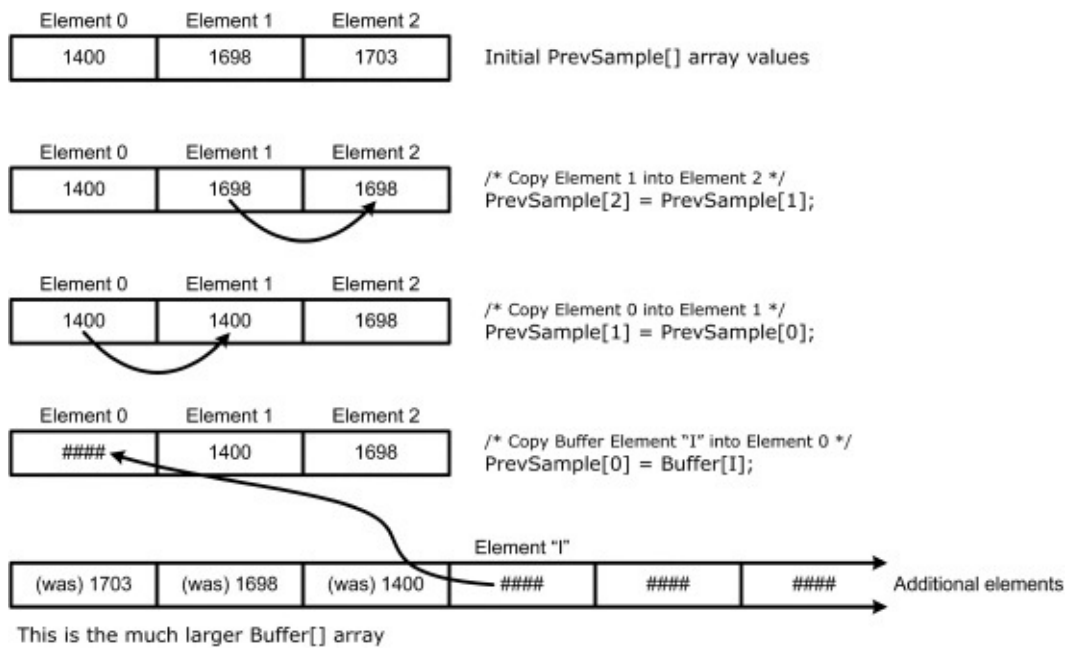 Element 0 Element 1 Element 2
1400 1698 1703 Initial PrevSample[] array values
Element 0 Element 1 Element 2
1400 1698 1698
/* Copy Element 1 into Element 2 */
PrevSample[2] = PrevSample[1];
Element 0 Element 1 Element 2
1400 1400 1698
/* Copy Element 0 into Element 1 */
PrevSample[1] = PrevSample[0];
Element 0 Element 1 Element 2
#### 1400 1698
/* Copy Buffer Element "I" into Element 0 */
PrevSample[0] = Buffer[I];
Element "I"
(was) 1703 (was) 1698 (was) 1400 #### #### #### Additional elements
This is the much larger Buffer[] array